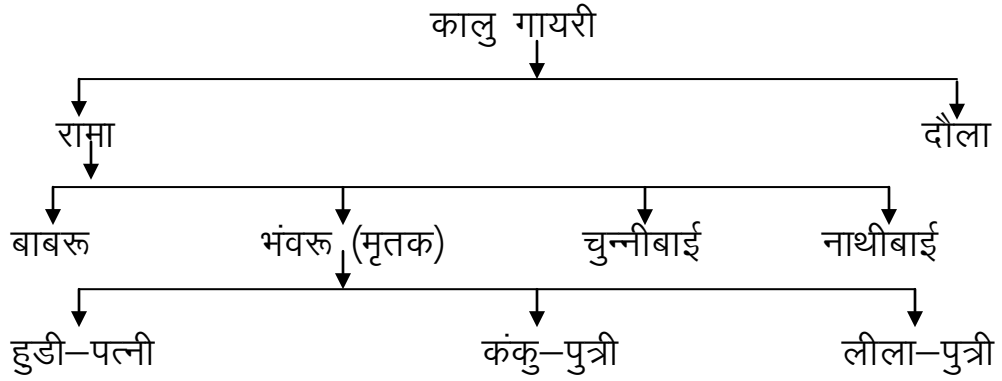 कालु गायरी
रामा दौला
बाबरू भंवरू (मृतक) चुन्नीबाई नाथीबाई
हुडी–पत्नी कंकु–पुत्री लीला–पुत्री